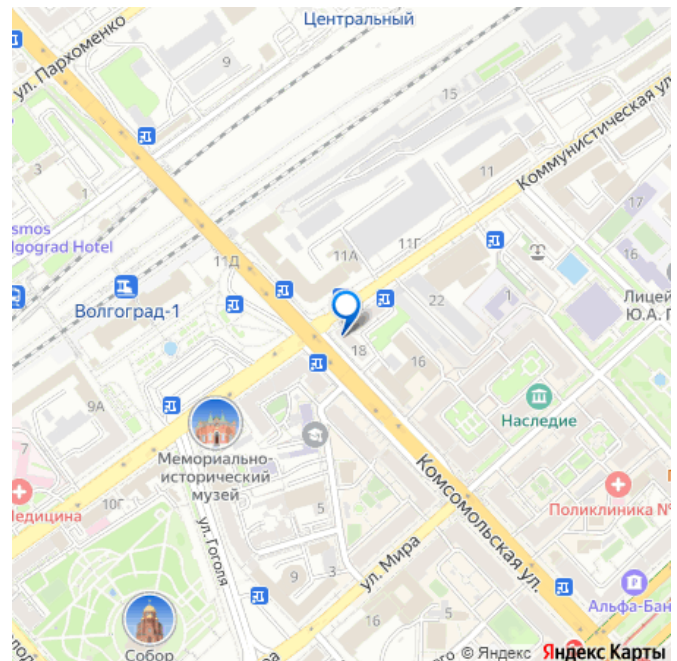 Центральный
ул. Пархоменко
9
15
Коммунистическая ул
3
1
11
17
smos
lgograd Hotel
11Д
11А
11Г
16
Волгоград-1
22
1
Лицей
Ю.А. Г
18
16
9А
Наследие
7
Мемориально-
исторический
музей
Медицина
10Г
5
Комсомольская ул.
Поликлиника №
ул. Гоголя
ул. Мира
9
3
16
5
Альфа-Бан
Собор
© Яндекс Яндекс Карты